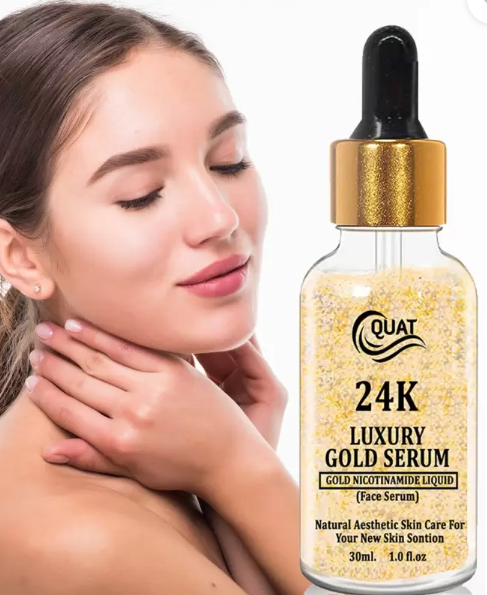 QUAT
24K
LUXURY
GOLD SERUM
GOLD NICOTINAMIDE LIQUID
(Face Serum)
Natural Aesthetic Skin Care For
Your New Skin Sontion
30ml. 1.0 fl.oz